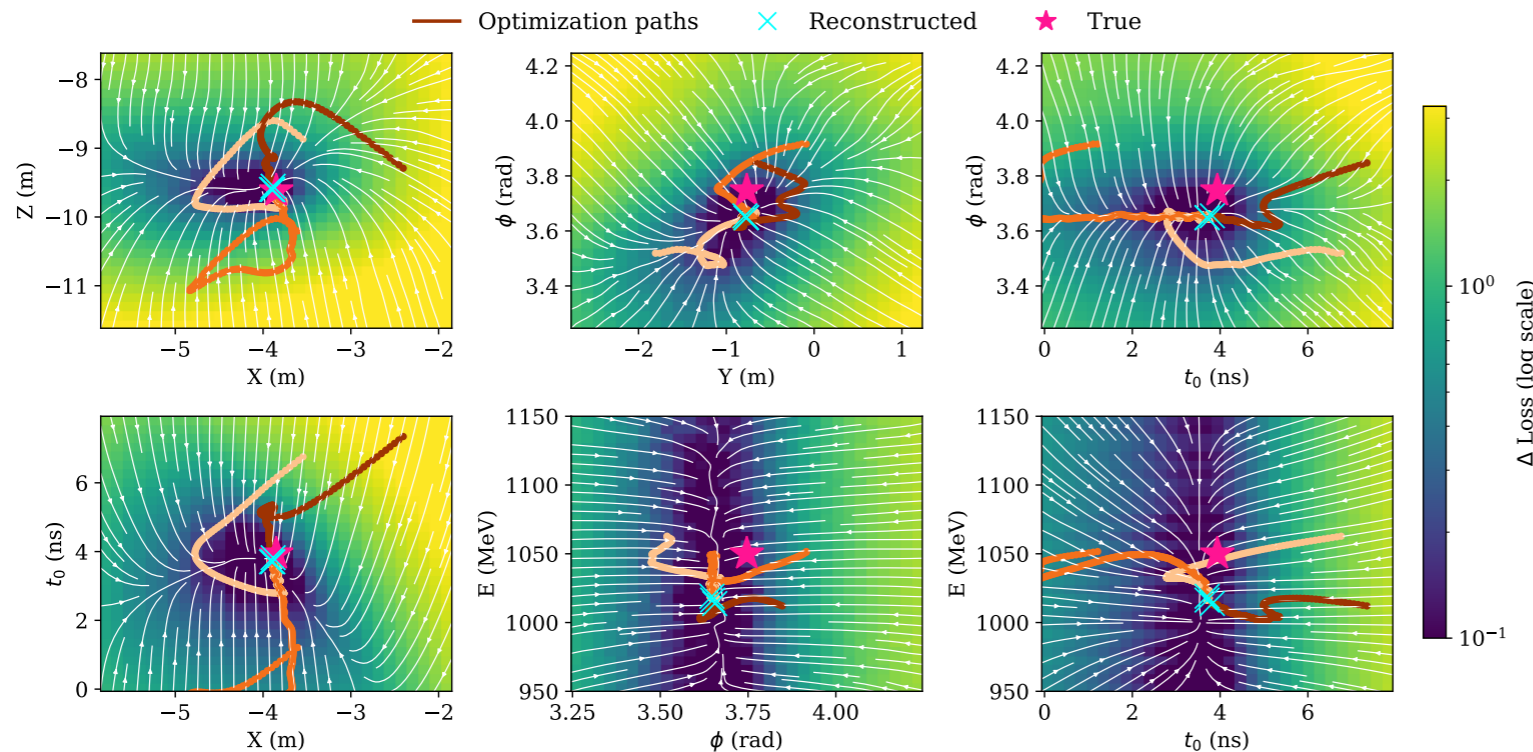 Optimization paths Reconstructed True
−8
−9
−10
−11
Z (m)
−5 −4 −3 −2
X (m)
4.2
4.0
3.8
3.6
3.4
ϕ (rad)
−2 −1 0 1
Y (m)
4.2
4.0
3.8
3.6
3.4
ϕ (rad)
0 2 4 6
t₀ (ns)
6
4
2
0
t₀ (ns)
−5 −4 −3 −2
X (m)
1150
1100
1050
1000
950
E (MeV)
3.25 3.50 3.75 4.00
ϕ (rad)
1150
1100
1050
1000
950
E (MeV)
0 2 4 6
t₀ (ns)
10⁰
10⁻¹
Δ Loss (log scale)